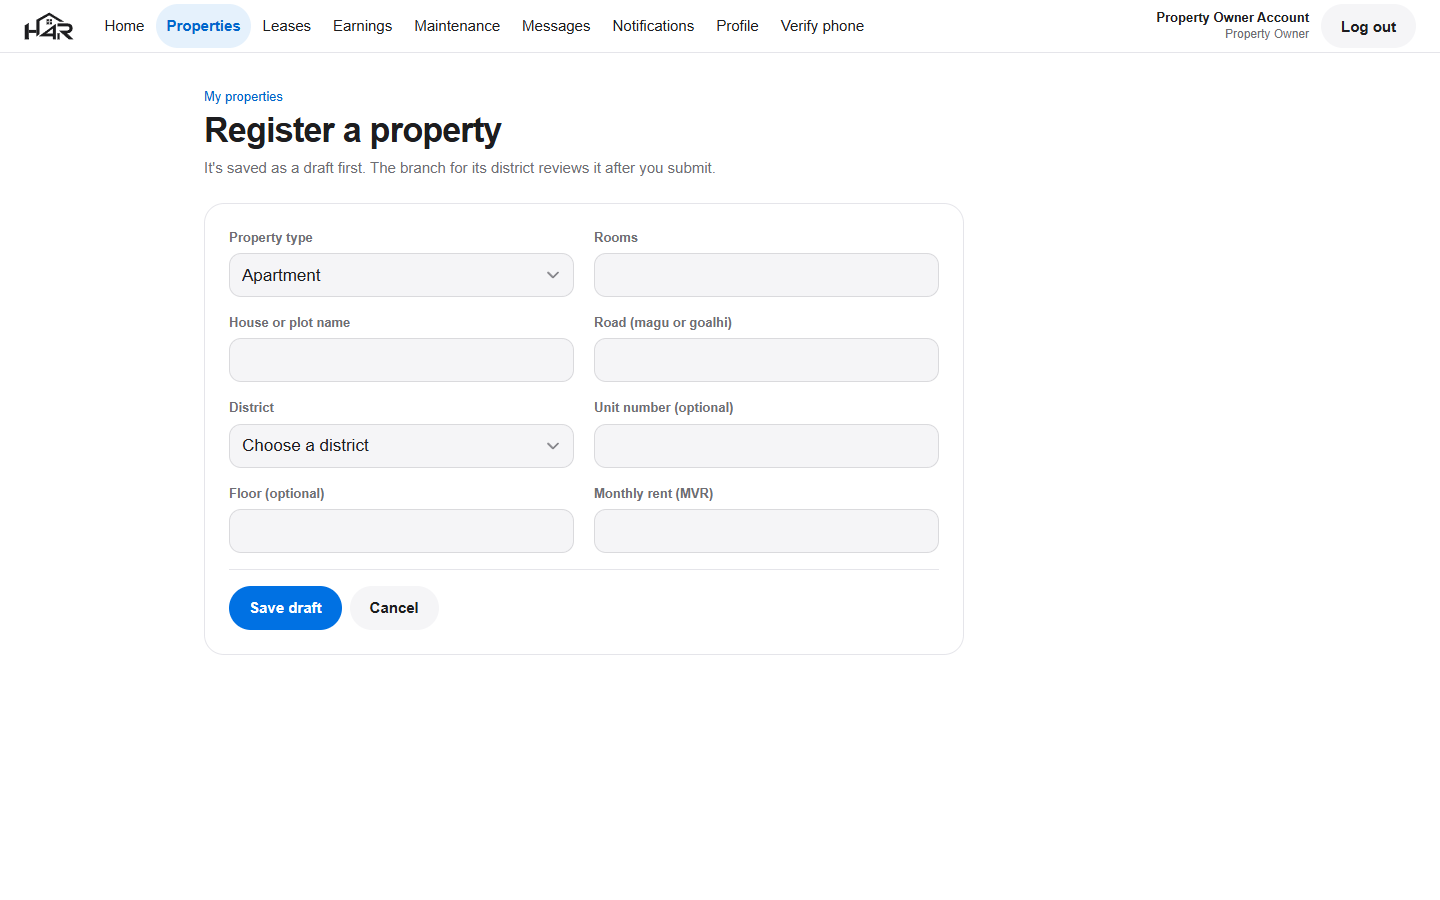 H4R
Home
Properties
Leases
Earnings
Maintenance
Messages
Notifications
Profile
Verify phone
Property Owner Account
Property Owner
Log out
My properties
Register a property
It's saved as a draft first. The branch for its district reviews it after you submit.
Property type
Rooms
Apartment
House or plot name
Road (magu or goalhi)
District
Unit number (optional)
Choose a district
Floor (optional)
Monthly rent (MVR)
Save draft
Cancel